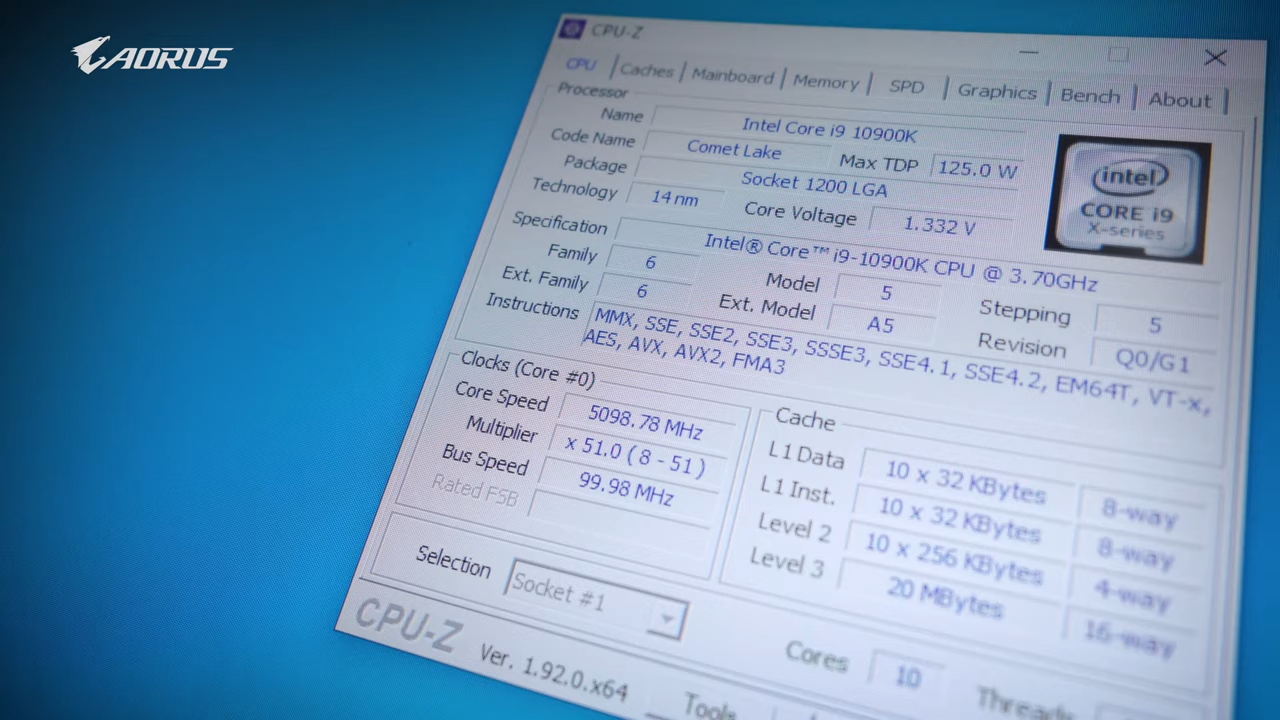 AORUS
CPU-Z
CPU Caches Mainboard Memory SPD Graphics Bench About
Processor
Name Intel Core i9 10900K
Code Name Comet Lake Max TDP 125.0 W
Package Socket 1200 LGA
Technology 14 nm Core Voltage 1.332 V
intel
CORE i9
X-series
Specification Intel® Core™ i9-10900K CPU @ 3.70GHz
Family 6 Model 5 Stepping 5
Ext. Family 6 Ext. Model A5 Revision Q0/G1
Instructions MMX, SSE, SSE2, SSE3, SSSE3, SSE4.1, SSE4.2, EM64T, VT-x,
AES, AVX, AVX2, FMA3
Clocks (Core #0)
Core Speed 5098.78 MHz
Multiplier x 51.0 ( 8 - 51 )
Bus Speed 99.98 MHz
Rated FSB
Cache
L1 Data 10 x 32 KBytes 8-way
L1 Inst. 10 x 32 KBytes 8-way
Level 2 10 x 256 KBytes 4-way
Level 3 20 MBytes 16-way
Selection Socket #1
Cores 10
Threads
CPU-Z Ver. 1.92.0.x64 Tools